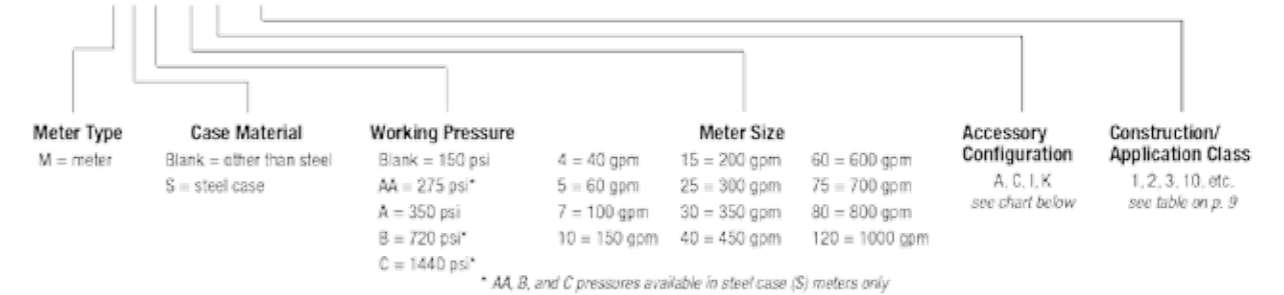 Meter Type
M = meter
Case Material
Blank = other than steel
S = steel case
Working Pressure
Blank = 150 psi
AA = 275 psi*
A = 350 psi
B = 720 psi*
C = 1440 psi*
Meter Size
4 = 40 gpm
5 = 60 gpm
7 = 100 gpm
10 = 150 gpm
15 = 200 gpm
25 = 300 gpm
30 = 350 gpm
40 = 450 gpm
60 = 600 gpm
75 = 700 gpm
80 = 800 gpm
120 = 1000 gpm
Accessory
Configuration
A, C, I, K
see chart below
Construction/
Application Class
1, 2, 3, 10, etc.
see table on p. 9
* AA, B, and C pressures available in steel case (S) meters only